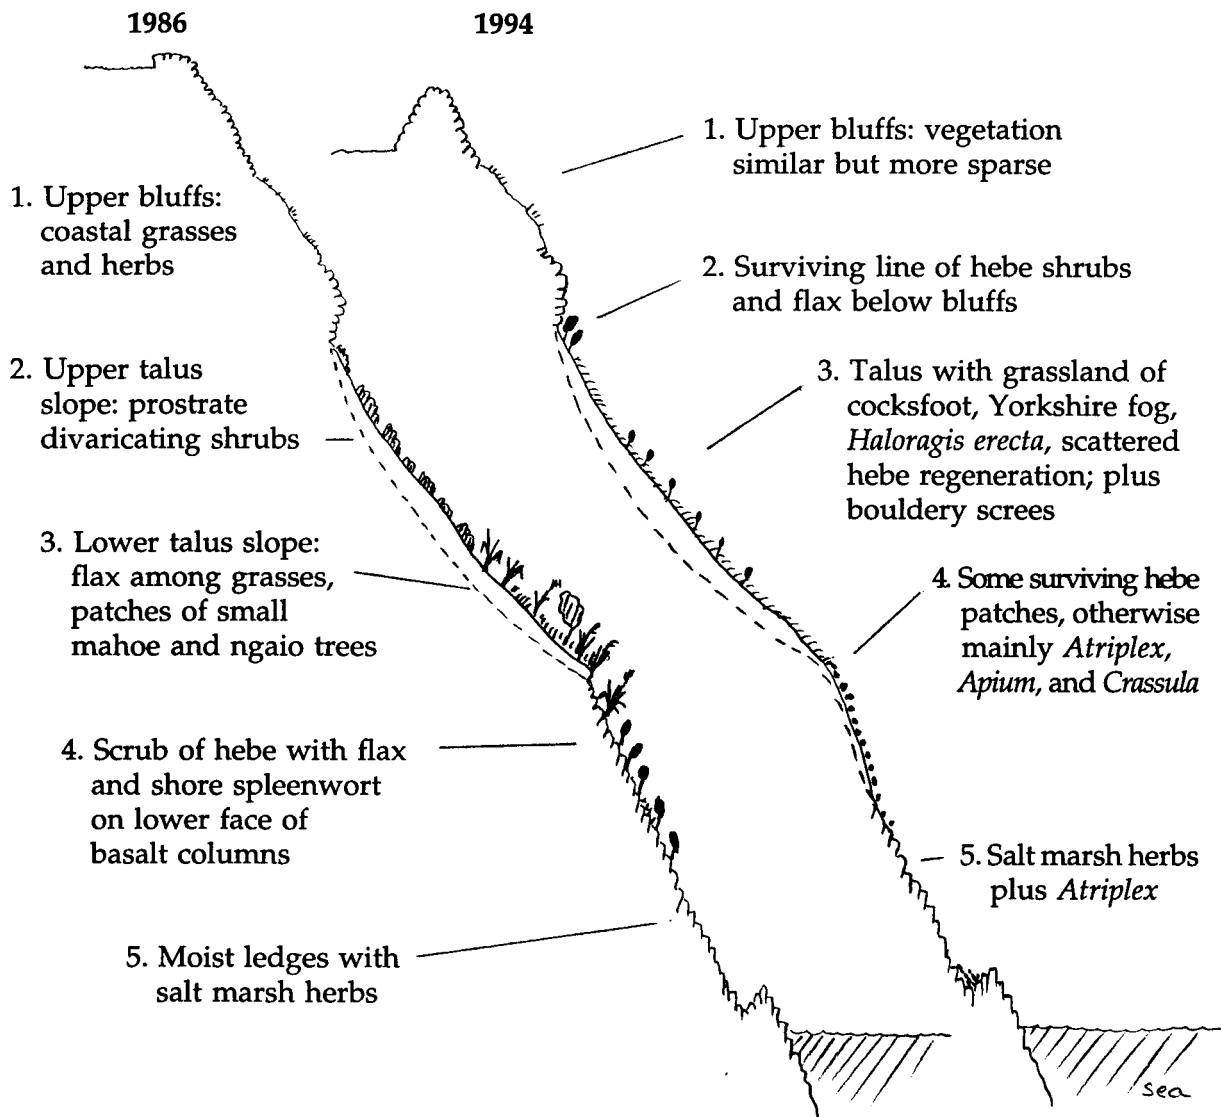 1986
1994
1. Upper bluffs:
coastal grasses
and herbs
2. Upper talus
slope: prostrate
divaricating shrubs
3. Lower talus slope:
flax among grasses,
patches of small
mahoe and ngaio trees
4. Scrub of hebe with flax
and shore spleenwort
on lower face of
basalt columns
5. Moist ledges with
salt marsh herbs
1. Upper bluffs: vegetation
similar but more sparse
2. Surviving line of hebe shrubs
and flax below bluffs
3. Talus with grassland of
cocksfoot, Yorkshire fog,
Haloragis erecta, scattered
hebe regeneration; plus
bouldery screes
4. Some surviving hebe
patches, otherwise
mainly Atriplex,
Apium, and Crassula
5. Salt marsh herbs
plus Atriplex
sea